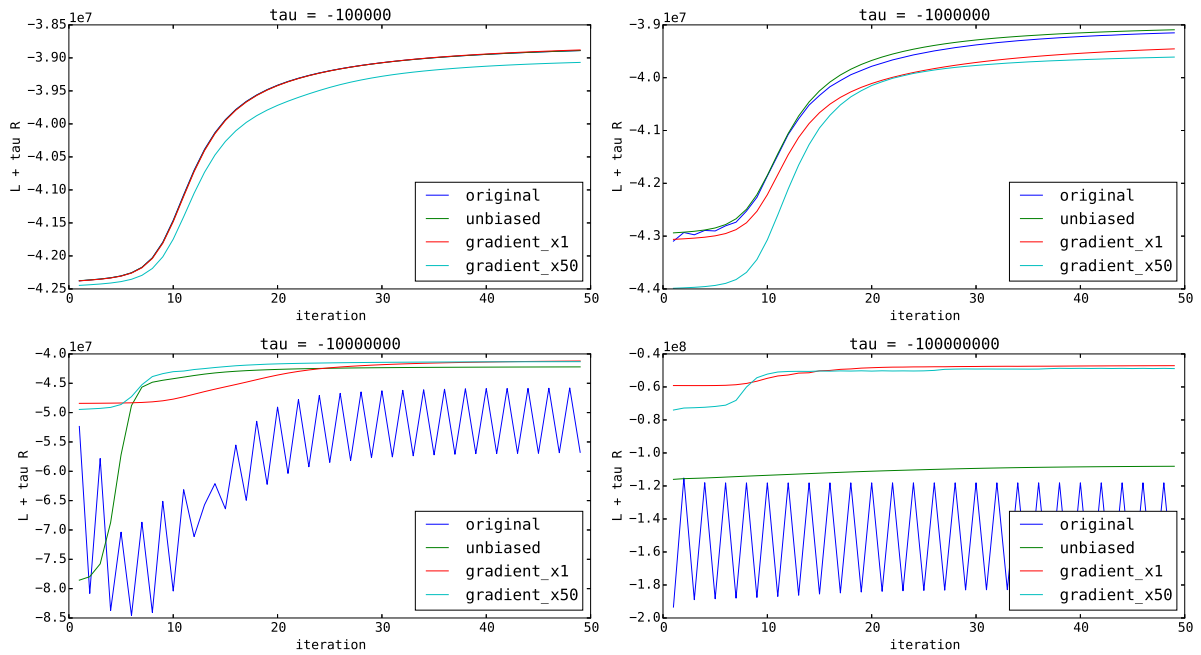 tau = -100000
1e7
−3.85
−3.90
−3.95
−4.00
−4.05
−4.10
−4.15
−4.20
−4.25
L + tau R
original
unbiased
gradient_x1
gradient_x50
0 10 20 30 40 50
iteration
tau = -1000000
1e7
−3.9
−4.0
−4.1
−4.2
−4.3
−4.4
L + tau R
original
unbiased
gradient_x1
gradient_x50
0 10 20 30 40 50
iteration
tau = -10000000
1e7
−4.0
−4.5
−5.0
−5.5
−6.0
−6.5
−7.0
−7.5
−8.0
−8.5
L + tau R
original
unbiased
gradient_x1
gradient_x50
0 10 20 30 40 50
iteration
tau = -100000000
1e8
−0.4
−0.6
−0.8
−1.0
−1.2
−1.4
−1.6
−1.8
−2.0
L + tau R
original
unbiased
gradient_x1
gradient_x50
0 10 20 30 40 50
iteration